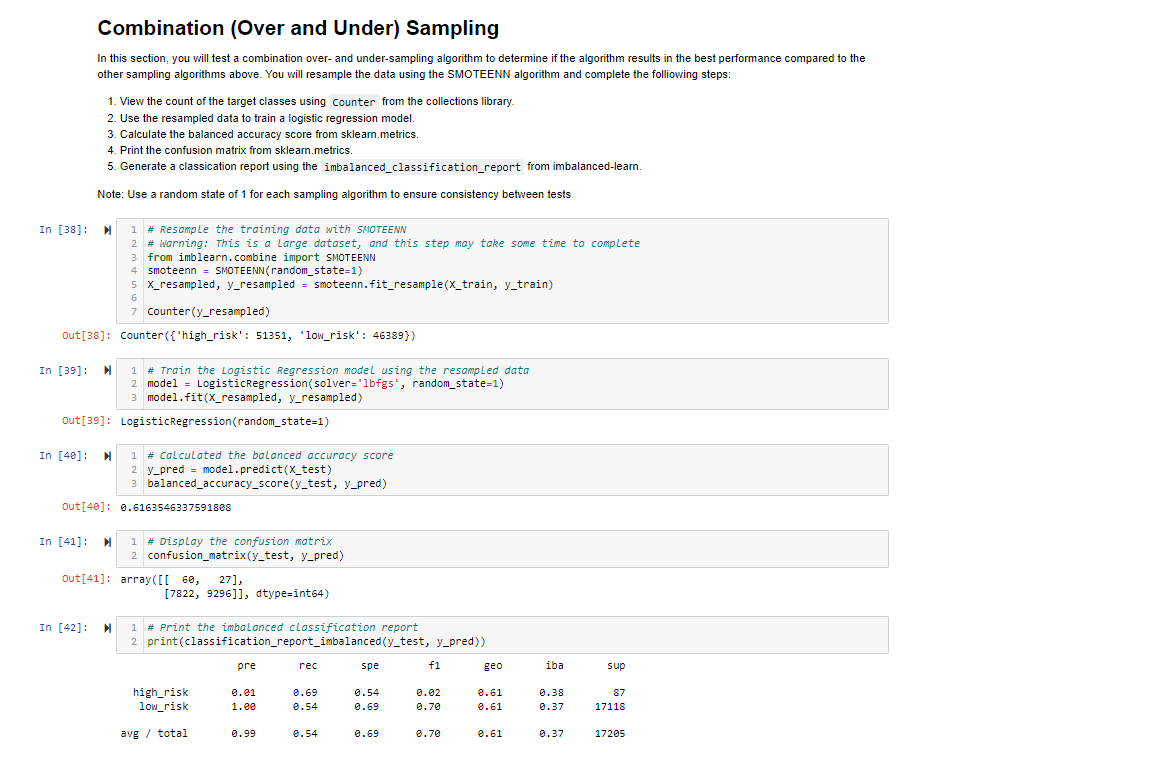 Combination (Over and Under) Sampling
In this section, you will test a combination over- and under-sampling algorithm to determine if the algorithm results in the best performance compared to the
other sampling algorithms above. You will resample the data using the SMOTEENN algorithm and complete the folliowing steps:
1. View the count of the target classes using Counter from the collections library.
2. Use the resampled data to train a logistic regression model.
3. Calculate the balanced accuracy score from sklearn.metrics.
4. Print the confusion matrix from sklearn.metrics.
5. Generate a classication report using the imbalanced_classification_report from imbalanced-learn.
Note: Use a random state of 1 for each sampling algorithm to ensure consistency between tests
In [38]:
1 # Resample the training data with SMOTEENN
2 # Warning: This is a large dataset, and this step may take some time to complete
3 from imblearn.combine import SMOTEENN
4 smoteenn = SMOTEENN(random_state=1)
5 X_resampled, y_resampled = smoteenn.fit_resample(X_train, y_train)
6
7 Counter(y_resampled)
Out[38]: Counter({'high_risk': 51351, 'low_risk': 46389})
In [39]:
1 # Train the Logistic Regression model using the resampled data
2 model = LogisticRegression(solver='lbfgs', random_state=1)
3 model.fit(X_resampled, y_resampled)
Out[39]: LogisticRegression(random_state=1)
In [40]:
1 # Calculated the balanced accuracy score
2 y_pred = model.predict(X_test)
3 balanced_accuracy_score(y_test, y_pred)
Out[40]: 0.6163546337591808
In [41]:
1 # Display the confusion matrix
2 confusion_matrix(y_test, y_pred)
Out[41]: array([[  60,   27],
[7822, 9296]], dtype=int64)
In [42]:
1 # Print the imbalanced classification report
2 print(classification_report_imbalanced(y_test, y_pred))
pre rec spe f1 geo iba sup
high_risk 0.01 0.69 0.54 0.02 0.61 0.38 87
low_risk 1.00 0.54 0.69 0.70 0.61 0.37 17118
avg / total 0.99 0.54 0.69 0.70 0.61 0.37 17205